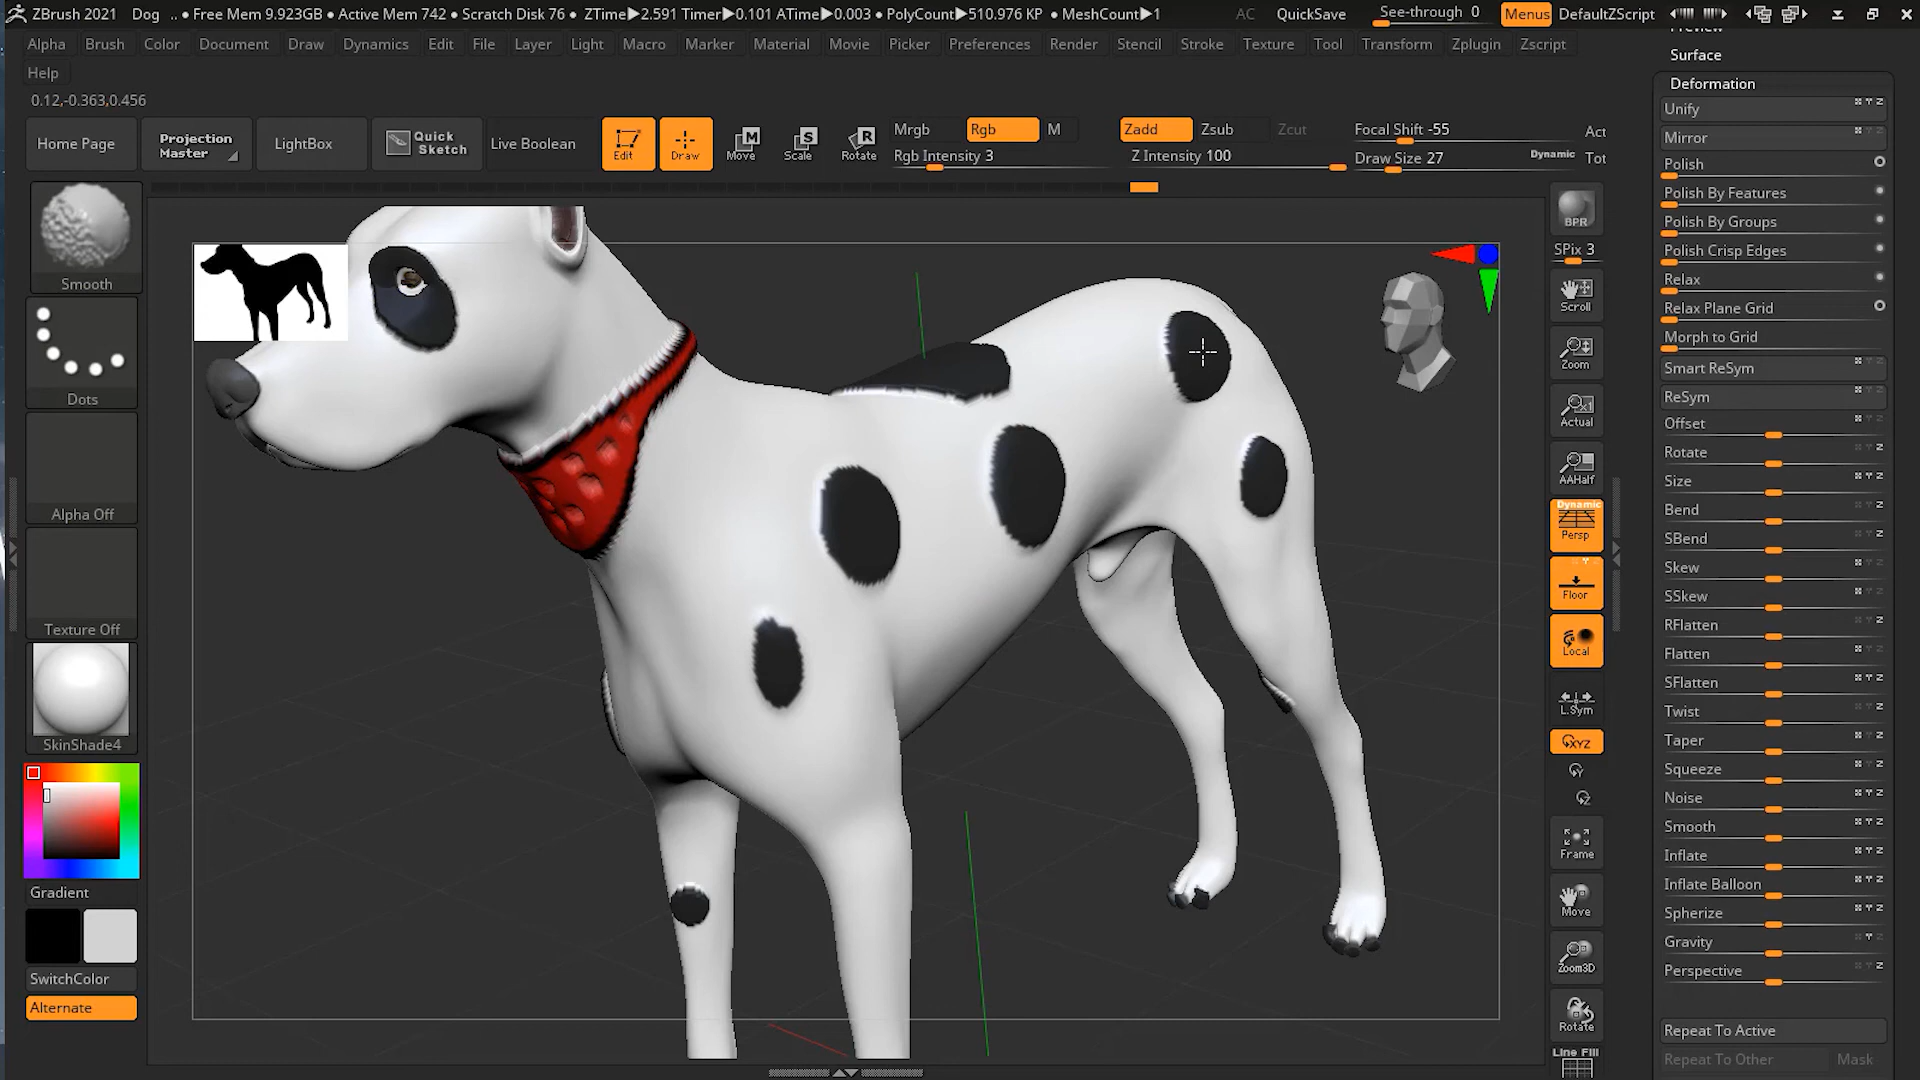 ZBrush 2021 Dog .. • Free Mem 9.923GB • Active Mem 742 • Scratch Disk 76 • ZTime▶2.591 Timer▶0.101 ATime▶0.003 • PolyCount▶510.976 KP • MeshCount▶1 AC QuickSave See-through 0 Menus DefaultZScript
Alpha Brush Color Document Draw Dynamics Edit File Layer Light Macro Marker Material Movie Picker Preferences Render Stencil Stroke Texture Tool Transform Zplugin Zscript
Help
0.12,-0.363,0.456
Home Page
Projection
Master
LightBox
Quick
Sketch
Live Boolean
Edit
Draw
Move
Scale
Rotate
Mrgb Rgb M
Rgb Intensity 3
Zadd Zsub Zcut
Z Intensity 100
Focal Shift -55
Draw Size 27
Dynamic
Act
Tot
Smooth
Dots
Alpha Off
Texture Off
SkinShade4
Gradient
SwitchColor
Alternate
BPR
SPix 3
Scroll
Zoom
Actual
AAHalf
Dynamic
Persp
Floor
Local
L.Sym
XYZ
Frame
Move
Zoom3D
Rotate
Line Fill
Preview
Surface
Deformation
Unify
Mirror
Polish
Polish By Features
Polish By Groups
Polish Crisp Edges
Relax
Relax Plane Grid
Morph to Grid
Smart ReSym
ReSym
Offset
Rotate
Size
Bend
SBend
Skew
SSkew
RFlatten
Flatten
SFlatten
Twist
Taper
Squeeze
Noise
Smooth
Inflate
Inflate Balloon
Spherize
Gravity
Perspective
Repeat To Active
Repeat To Other Mask